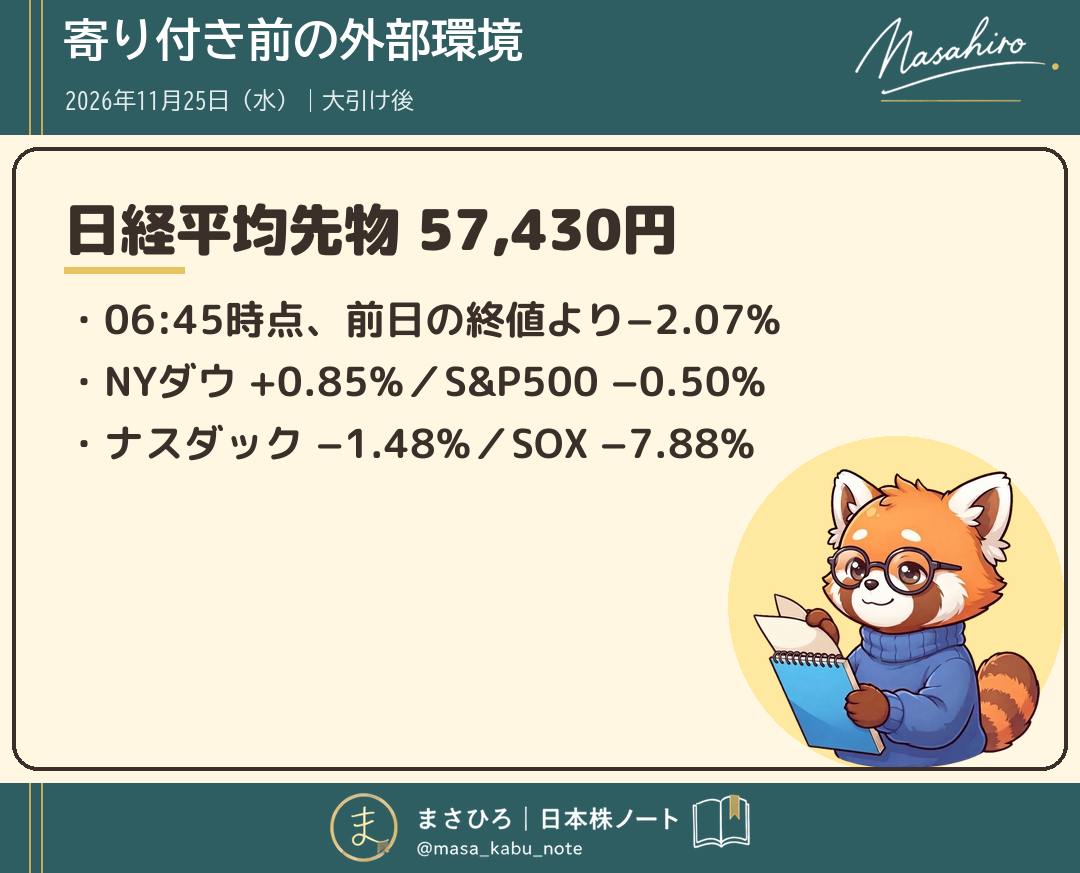 寄り付き前の外部環境
2026年11月25日（水）｜大引け後
Masahiro
日経平均先物 57,430円
・06:45時点、前日の終値より−2.07%
・NYダウ +0.85%／S&P500 −0.50%
・ナスダック −1.48%／SOX −7.88%
ま
まさひろ｜日本株ノート
@masa_kabu_note